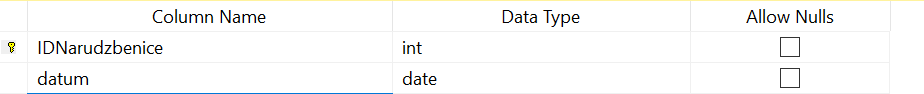 Column Name Data Type Allow Nulls
IDNarudzbenice int
datum date